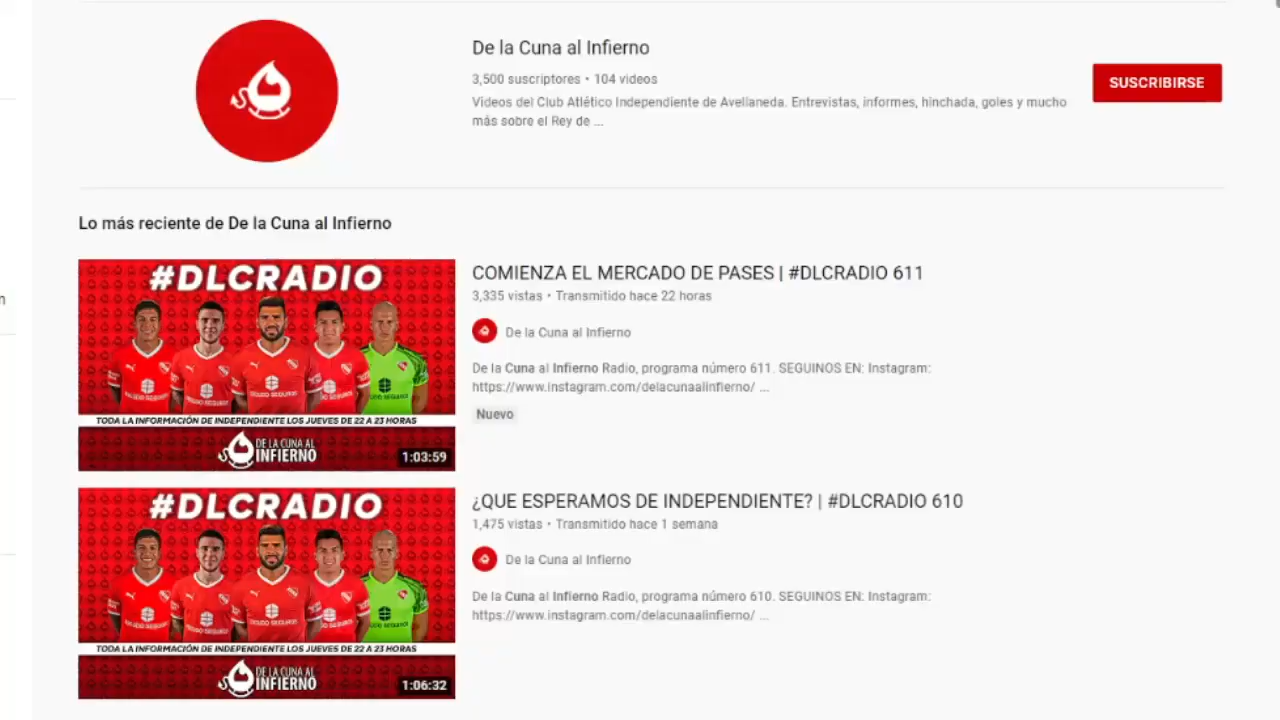 De la Cuna al Infierno
3,500 suscriptores • 104 videos
SUSCRIBIRSE
Videos del Club Atlético Independiente de Avellaneda. Entrevistas, informes, hinchada, goles y mucho
más sobre el Rey de ...
Lo más reciente de De la Cuna al Infierno
#DLCRADIO
TODA LA INFORMACIÓN DE INDEPENDIENTE LOS JUEVES DE 22 A 23 HORAS
DE LA CUNA AL
INFIERNO
1:03:59
COMIENZA EL MERCADO DE PASES | #DLCRADIO 611
3,335 vistas • Transmitido hace 22 horas
De la Cuna al Infierno
De la Cuna al Infierno Radio, programa número 611. SEGUINOS EN: Instagram:
https://www.instagram.com/delacunaalinfierno/ ...
Nuevo
#DLCRADIO
TODA LA INFORMACIÓN DE INDEPENDIENTE LOS JUEVES DE 22 A 23 HORAS
DE LA CUNA AL
INFIERNO
1:06:32
¿QUE ESPERAMOS DE INDEPENDIENTE? | #DLCRADIO 610
1,475 vistas • Transmitido hace 1 semana
De la Cuna al Infierno
De la Cuna al Infierno Radio, programa número 610. SEGUINOS EN: Instagram:
https://www.instagram.com/delacunaalinfierno/ ...